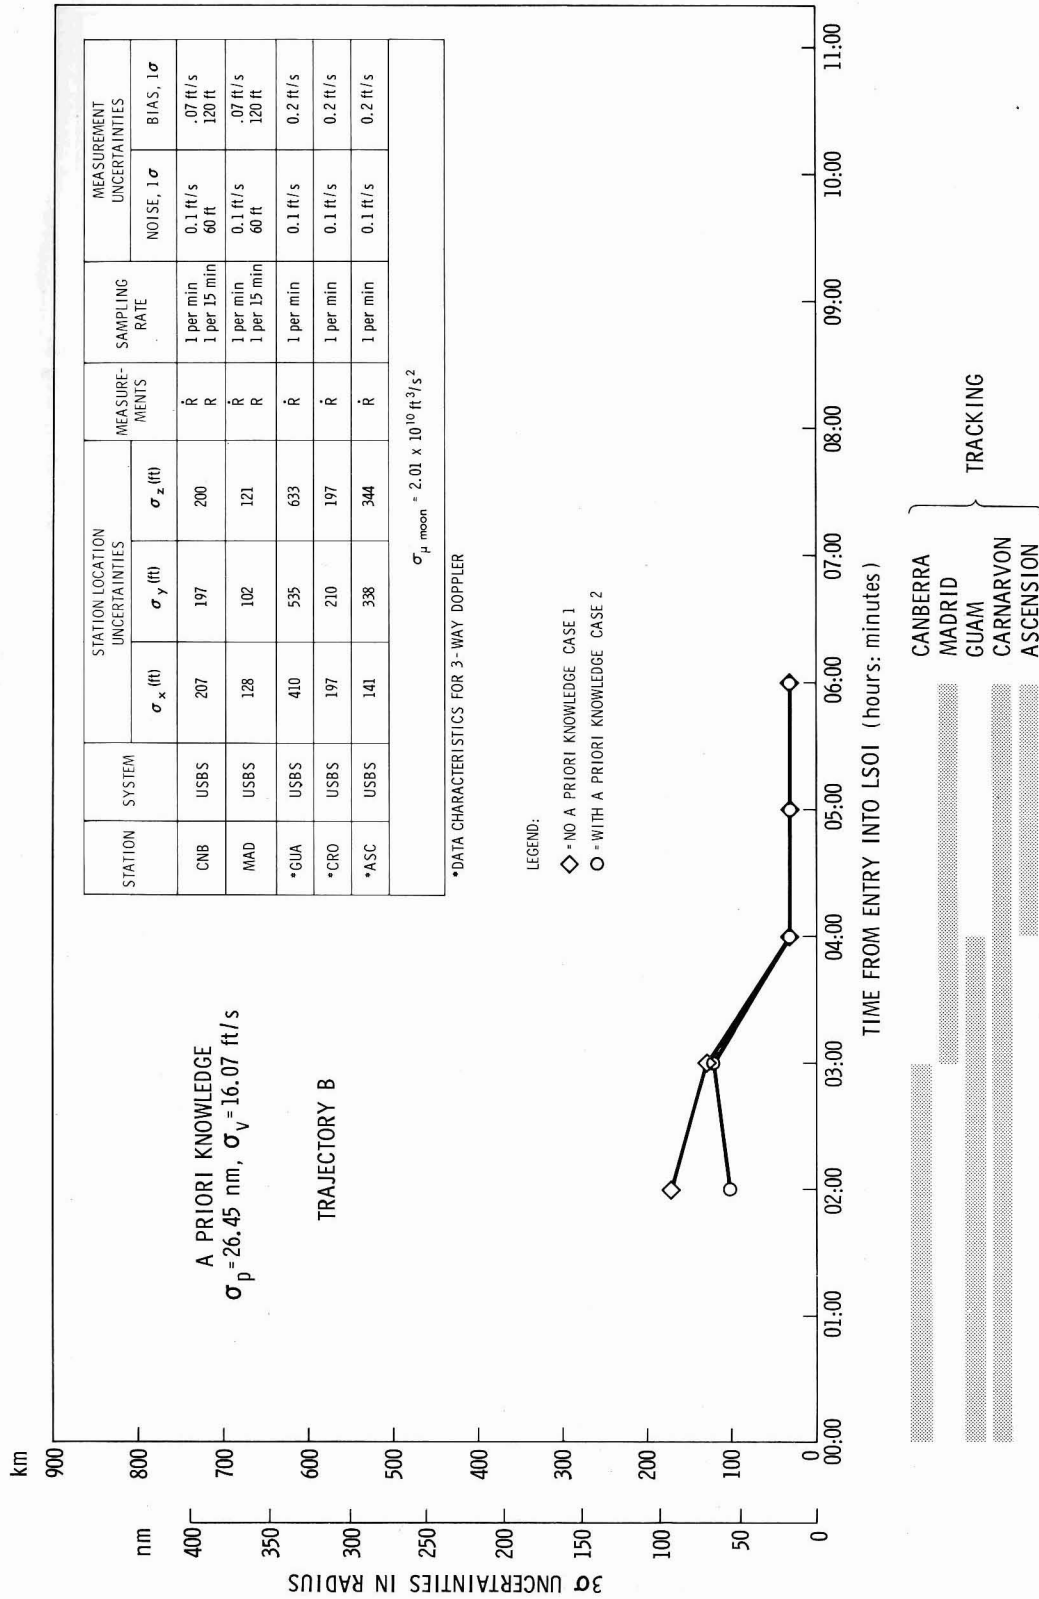 A PRIORI KNOWLEDGE
σp = 26.45 nm, σv = 16.07 ft/s
TRAJECTORY B
STATION SYSTEM STATION LOCATION UNCERTAINTIES MEASURE-MENTS SAMPLING RATE MEASUREMENT UNCERTAINTIES
σx (ft) σy (ft) σz (ft) NOISE, 1σ BIAS, 1σ
CNB USBS 207 197 200 Ṙ 1 per min 0.1 ft/s .07 ft/s
R 1 per 15 min 60 ft 120 ft
MAD USBS 128 102 121 Ṙ 1 per min 0.1 ft/s .07 ft/s
R 1 per 15 min 60 ft 120 ft
*GUA USBS 410 535 633 Ṙ 1 per min 0.1 ft/s 0.2 ft/s
*CRO USBS 197 210 197 Ṙ 1 per min 0.1 ft/s 0.2 ft/s
*ASC USBS 141 338 344 Ṙ 1 per min 0.1 ft/s 0.2 ft/s
σμ moon = 2.01 x 10¹⁰ ft³/s²
*DATA CHARACTERISTICS FOR 3-WAY DOPPLER
LEGEND:
◇ = NO A PRIORI KNOWLEDGE CASE 1
○ = WITH A PRIORI KNOWLEDGE CASE 2
3σ UNCERTAINTIES IN RADIUS
nm
400
350
300
250
200
150
100
50
0
km
900
800
700
600
500
400
300
200
100
0
00:00 01:00 02:00 03:00 04:00 05:00 06:00 07:00 08:00 09:00 10:00 11:00
TIME FROM ENTRY INTO LSOI (hours: minutes)
CANBERRA
MADRID
GUAM
CARNARVON
ASCENSION
TRACKING